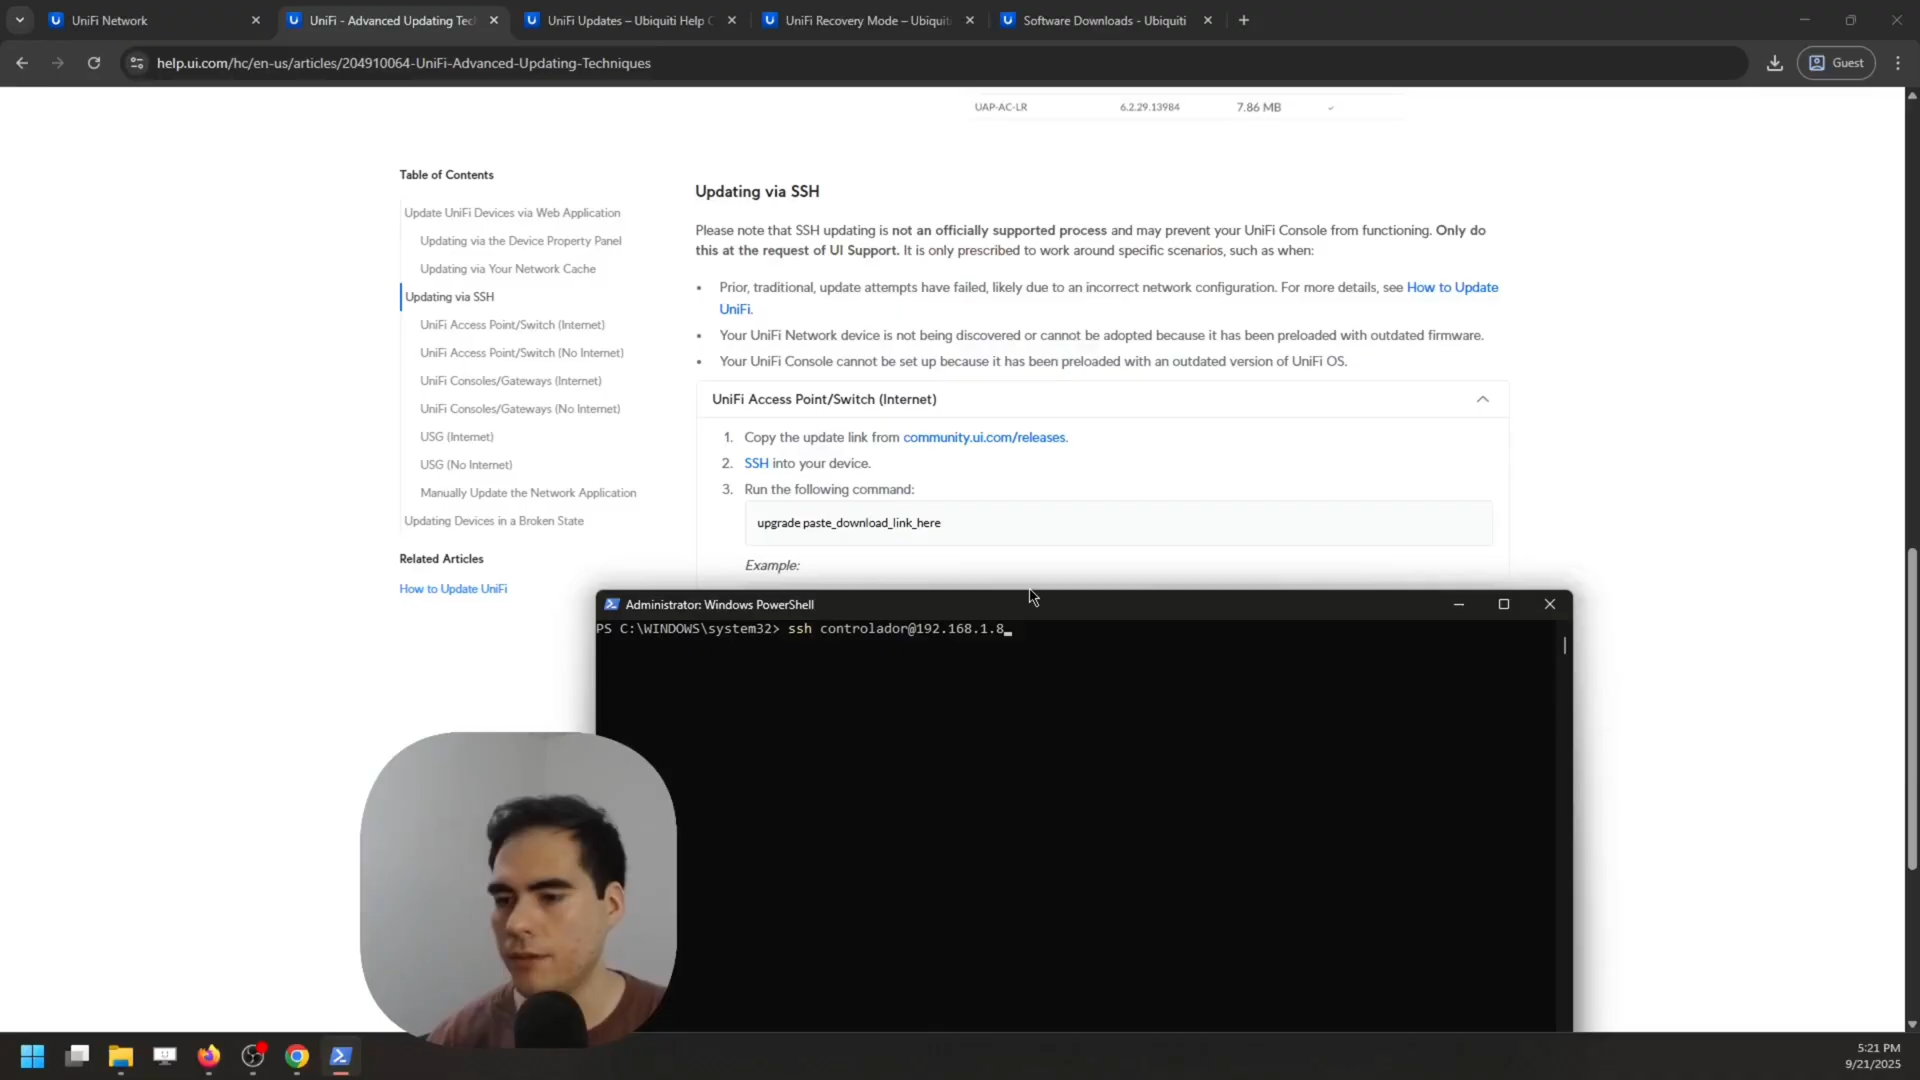 UniFi Network
UniFi - Advanced Updating Tec
UniFi Updates – Ubiquiti Help C
UniFi Recovery Mode – Ubiquit
Software Downloads - Ubiquiti
help.ui.com/hc/en-us/articles/204910064-UniFi-Advanced-Updating-Techniques
Guest
UAP-AC-LR 6.2.29.13984 7.86 MB
Table of Contents
Update UniFi Devices via Web Application
Updating via the Device Property Panel
Updating via Your Network Cache
Updating via SSH
UniFi Access Point/Switch (Internet)
UniFi Access Point/Switch (No Internet)
UniFi Consoles/Gateways (Internet)
UniFi Consoles/Gateways (No Internet)
USG (Internet)
USG (No Internet)
Manually Update the Network Application
Updating Devices in a Broken State
Related Articles
How to Update UniFi
Updating via SSH
Please note that SSH updating is not an officially supported process and may prevent your UniFi Console from functioning. Only do
this at the request of UI Support. It is only prescribed to work around specific scenarios, such as when:
• Prior, traditional, update attempts have failed, likely due to an incorrect network configuration. For more details, see How to Update
UniFi.
• Your UniFi Network device is not being discovered or cannot be adopted because it has been preloaded with outdated firmware.
• Your UniFi Console cannot be set up because it has been preloaded with an outdated version of UniFi OS.
UniFi Access Point/Switch (Internet)
1. Copy the update link from community.ui.com/releases.
2. SSH into your device.
3. Run the following command:
upgrade paste_download_link_here
Example:
Administrator: Windows PowerShell
PS C:\WINDOWS\system32> ssh controlador@192.168.1.8
5:21 PM
9/21/2025